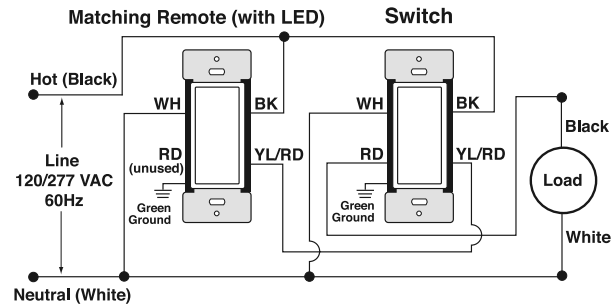 Matching Remote (with LED)
Switch
Hot (Black)
WH
BK
WH
BK
Black
Line
120/277 VAC
60Hz
RD
(unused)
YL/RD
RD
YL/RD
Load
Green
Ground
Green
Ground
White
Neutral (White)